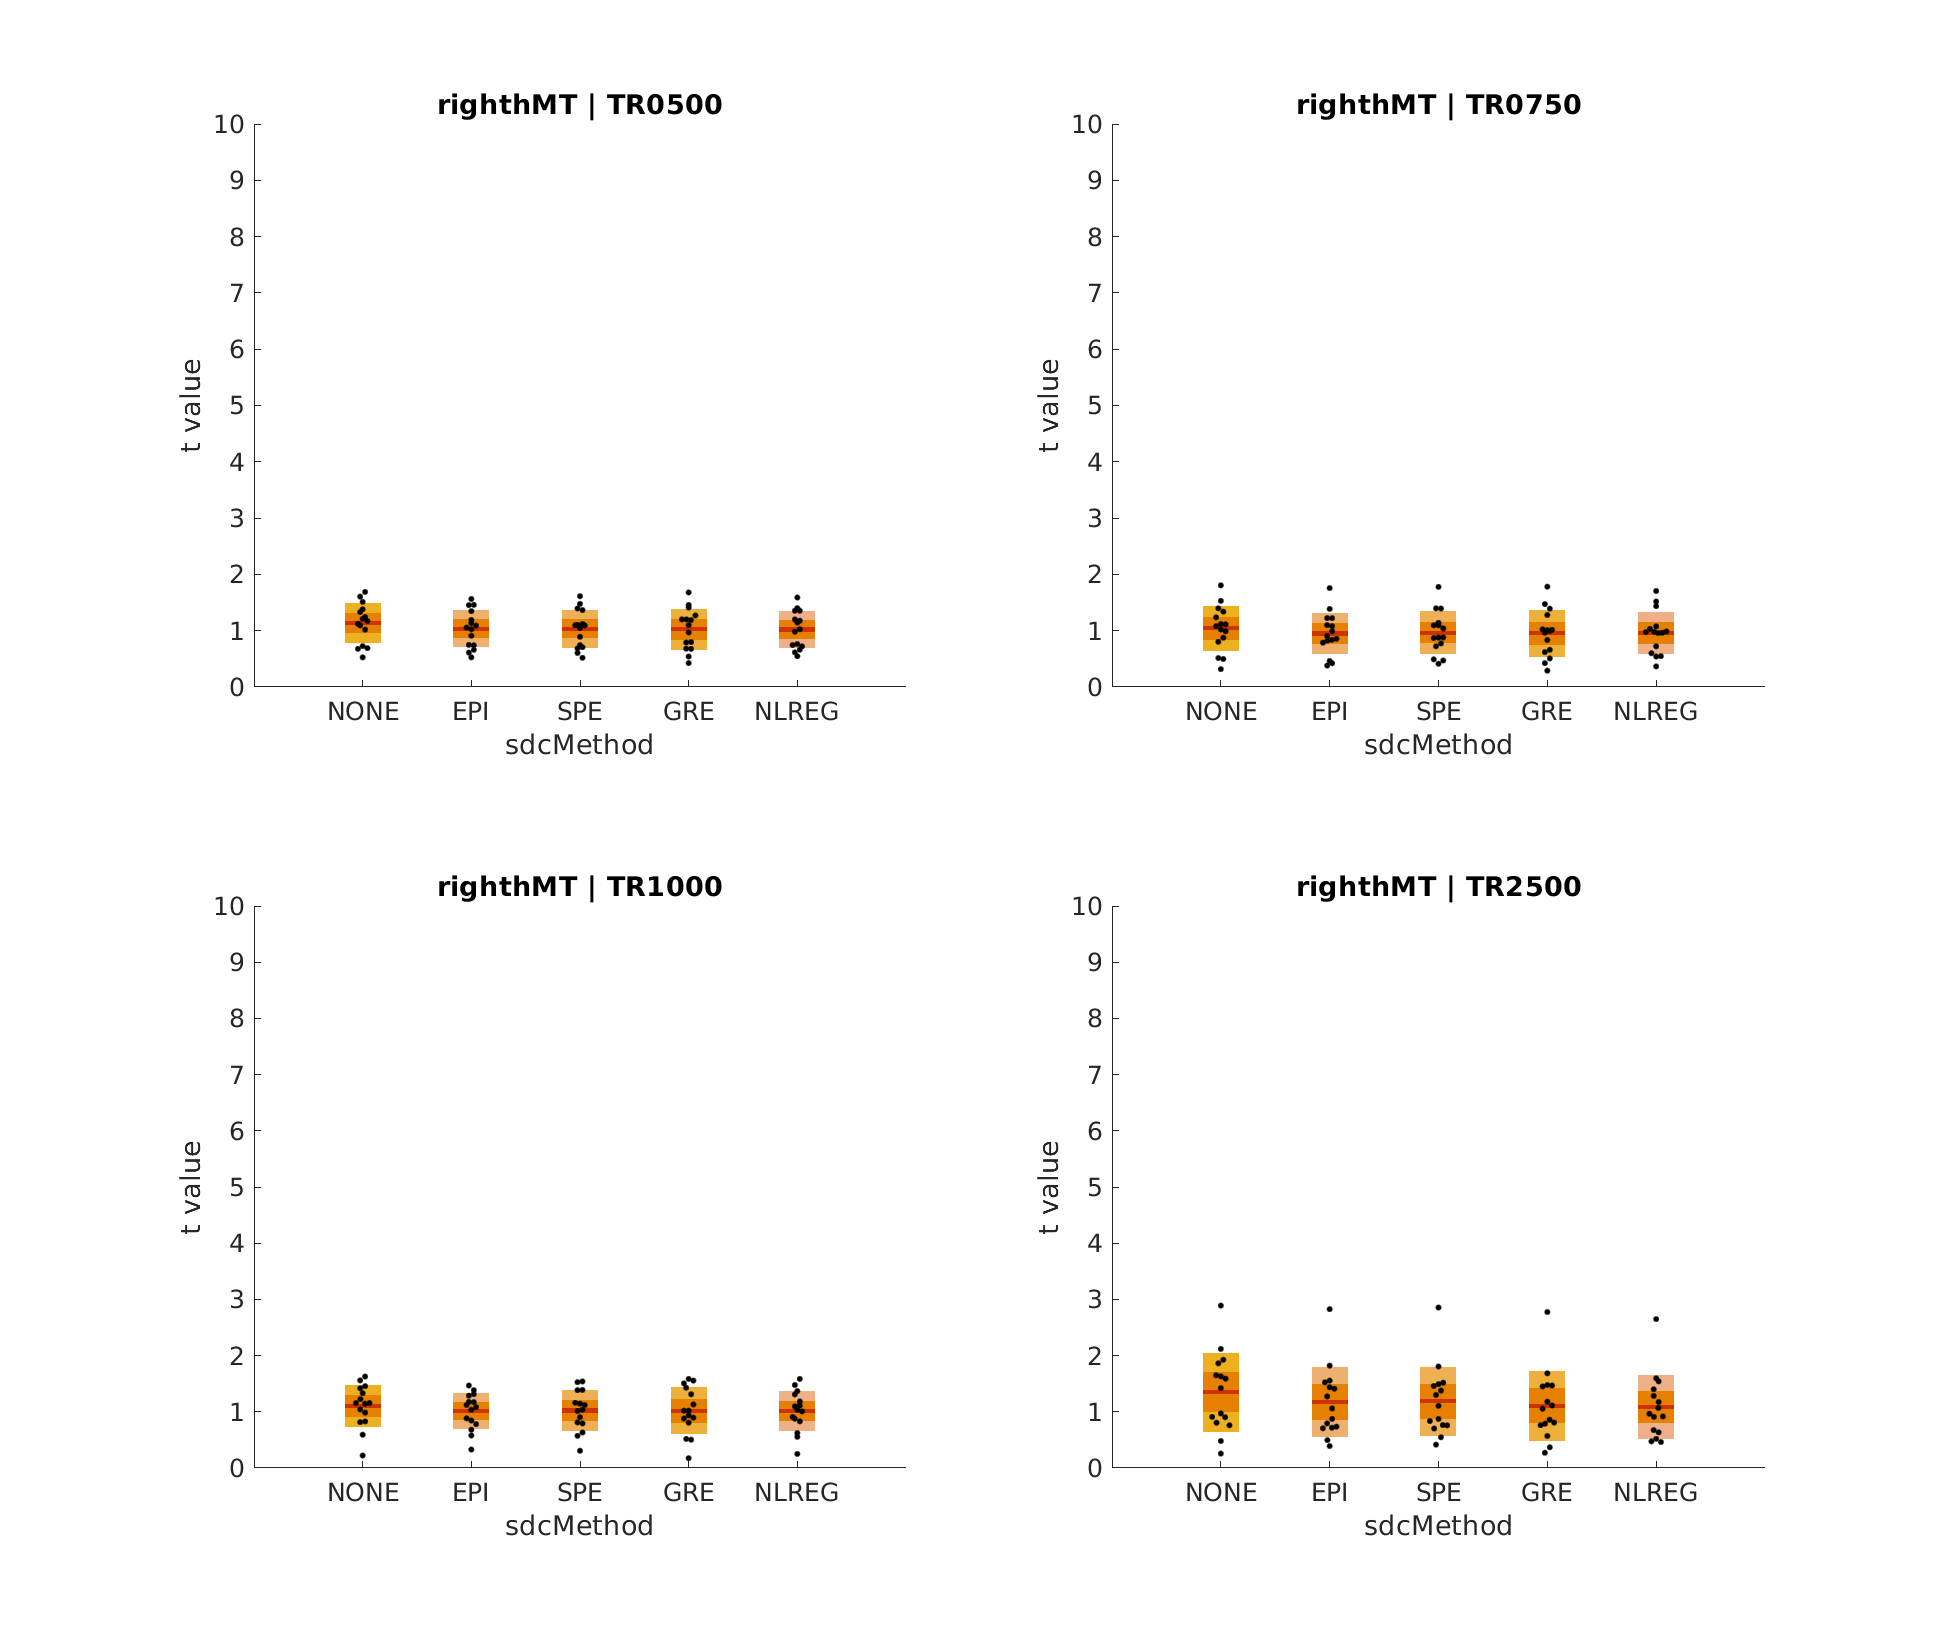 righthMT | TR0500
10
9
8
7
6
5
4
3
2
1
0
t value
NONE EPI SPE GRE NLREG
sdcMethod
righthMT | TR0750
10
9
8
7
6
5
4
3
2
1
0
t value
NONE EPI SPE GRE NLREG
sdcMethod
righthMT | TR1000
10
9
8
7
6
5
4
3
2
1
0
t value
NONE EPI SPE GRE NLREG
sdcMethod
righthMT | TR2500
10
9
8
7
6
5
4
3
2
1
0
t value
NONE EPI SPE GRE NLREG
sdcMethod